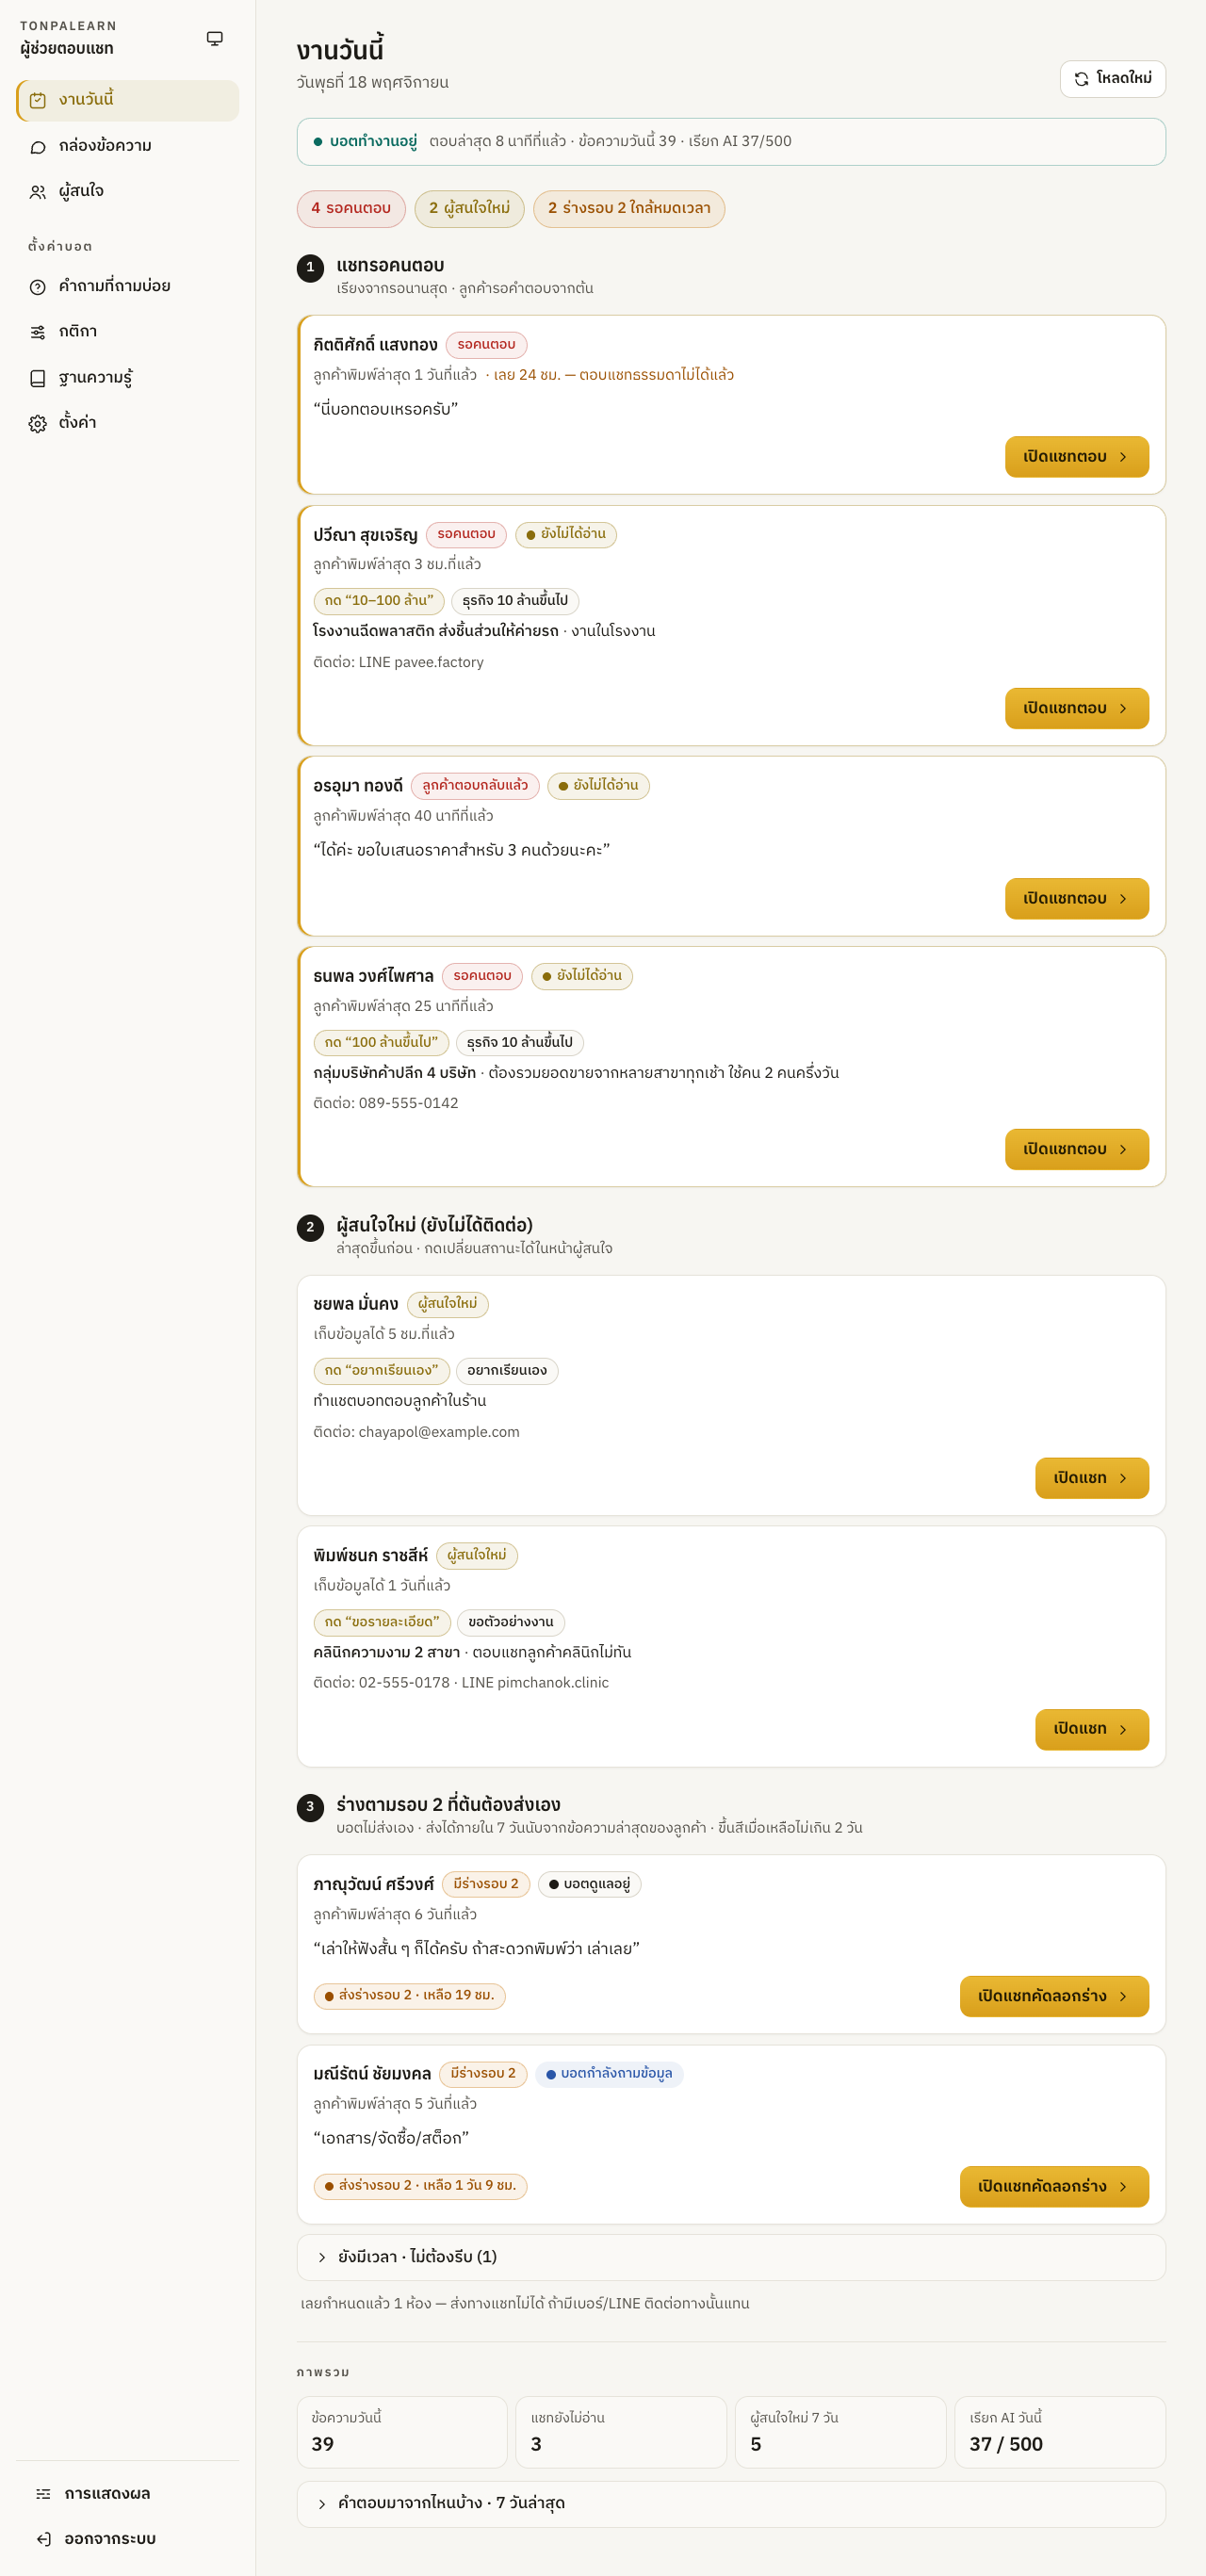 TONPALEARN
ผู้ช่วยตอบแชท
งานวันนี้
กล่องข้อความ
ผู้สนใจ
ตั้งค่าบอต
คำถามที่ถามบ่อย
กติกา
ฐานความรู้
ตั้งค่า
การแสดงผล
ออกจากระบบ
งานวันนี้
วันพุธที่ 18 พฤศจิกายน
โหลดใหม่
บอตทำงานอยู่ ตอบล่าสุด 8 นาทีที่แล้ว · ข้อความวันนี้ 39 · เรียก AI 37/500
4 รอคนตอบ 2 ผู้สนใจใหม่ 2 ร่างรอบ 2 ใกล้หมดเวลา
1 แชทรอคนตอบ
เรียงจากรอนานสุด · ลูกค้ารอคำตอบจากต้น
กิตติศักดิ์ แสงทอง รอคนตอบ
ลูกค้าพิมพ์ล่าสุด 1 วันที่แล้ว · เลย 24 ชม. — ตอบแชทธรรมดาไม่ได้แล้ว
“นี่บอทตอบเหรอครับ”
เปิดแชทตอบ
ปวีณา สุขเจริญ รอคนตอบ ยังไม่ได้อ่าน
ลูกค้าพิมพ์ล่าสุด 3 ชม.ที่แล้ว
กด “10–100 ล้าน” ธุรกิจ 10 ล้านขึ้นไป
โรงงานฉีดพลาสติก ส่งชิ้นส่วนให้ค่ายรถ · งานในโรงงาน
ติดต่อ: LINE pavee.factory
เปิดแชทตอบ
อรอุมา ทองดี ลูกค้าตอบกลับแล้ว ยังไม่ได้อ่าน
ลูกค้าพิมพ์ล่าสุด 40 นาทีที่แล้ว
“ได้ค่ะ ขอใบเสนอราคาสำหรับ 3 คนด้วยนะคะ”
เปิดแชทตอบ
ธนพล วงศ์ไพศาล รอคนตอบ ยังไม่ได้อ่าน
ลูกค้าพิมพ์ล่าสุด 25 นาทีที่แล้ว
กด “100 ล้านขึ้นไป” ธุรกิจ 10 ล้านขึ้นไป
กลุ่มบริษัทค้าปลีก 4 บริษัท · ต้องรวมยอดขายจากหลายสาขาทุกเช้า ใช้คน 2 คนครึ่งวัน
ติดต่อ: 089-555-0142
เปิดแชทตอบ
2 ผู้สนใจใหม่ (ยังไม่ได้ติดต่อ)
ล่าสุดขึ้นก่อน · กดเปลี่ยนสถานะได้ในหน้าผู้สนใจ
ชยพล มั่นคง ผู้สนใจใหม่
เก็บข้อมูลได้ 5 ชม.ที่แล้ว
กด “อยากเรียนเอง” อยากเรียนเอง
ทำแชตบอทตอบลูกค้าในร้าน
ติดต่อ: chayapol@example.com
เปิดแชท
พิมพ์ชนก ราชสีห์ ผู้สนใจใหม่
เก็บข้อมูลได้ 1 วันที่แล้ว
กด “ขอรายละเอียด” ขอตัวอย่างงาน
คลินิกความงาม 2 สาขา · ตอบแชทลูกค้าคลินิกไม่ทัน
ติดต่อ: 02-555-0178 · LINE pimchanok.clinic
เปิดแชท
3 ร่างตามรอบ 2 ที่ต้นต้องส่งเอง
บอตไม่ส่งเอง · ส่งได้ภายใน 7 วันนับจากข้อความล่าสุดของลูกค้า · ขึ้นสีเมื่อเหลือไม่เกิน 2 วัน
ภาณุวัฒน์ ศรีวงศ์ มีร่างรอบ 2 บอตดูแลอยู่
ลูกค้าพิมพ์ล่าสุด 6 วันที่แล้ว
“เล่าให้ฟังสั้น ๆ ก็ได้ครับ ถ้าสะดวกพิมพ์ว่า เล่าเลย”
ส่งร่างรอบ 2 · เหลือ 19 ชม. เปิดแชทคัดลอกร่าง
มณีรัตน์ ชัยมงคล มีร่างรอบ 2 บอตกำลังถามข้อมูล
ลูกค้าพิมพ์ล่าสุด 5 วันที่แล้ว
“เอกสาร/จัดซื้อ/สต็อก”
ส่งร่างรอบ 2 · เหลือ 1 วัน 9 ชม. เปิดแชทคัดลอกร่าง
ยังมีเวลา · ไม่ต้องรีบ (1)
เลยกำหนดแล้ว 1 ห้อง — ส่งทางแชทไม่ได้ ถ้ามีเบอร์/LINE ติดต่อทางนั้นแทน
ภาพรวม
ข้อความวันนี้
39
แชทยังไม่อ่าน
3
ผู้สนใจใหม่ 7 วัน
5
เรียก AI วันนี้
37 / 500
คำตอบมาจากไหนบ้าง · 7 วันล่าสุด